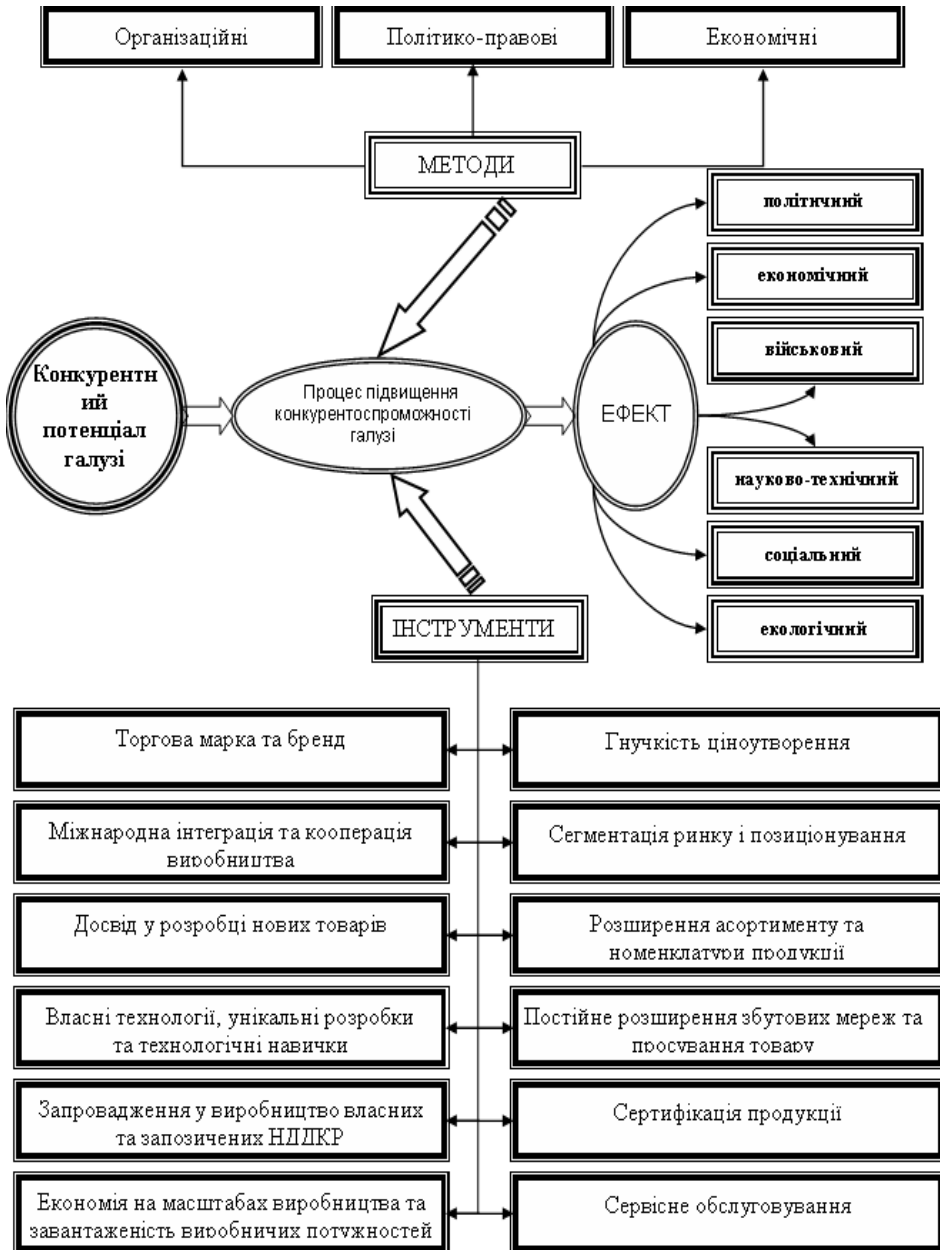 Організаційні
Політико-правові
Економічні
МЕТОДИ
політичний
економічний
військовий
Конкурентн
ий
потенціал
галузі
Процес підвищення
конкурентоспроможності
галузі
ЕФЕКТ
науково-технічний
соціальний
екологічний
ІНСТРУМЕНТИ
Торгова марка та бренд
Гнучкість ціноутворення
Міжнародна інтеграція та кооперація
виробництва
Сегментація ринку і позиціонування
Досвід у розробці нових товарів
Розширення асортименту та
номенклатури продукції
Власні технології, унікальні розробки
та технологічні навички
Постійне розширення збутових мереж та
просування товару
Запровадження у виробництво власних
та запозичених НДДКР
Сертифікація продукції
Економія на масштабах виробництва та
завантаженість виробничих потужностей
Сервісне обслуговування